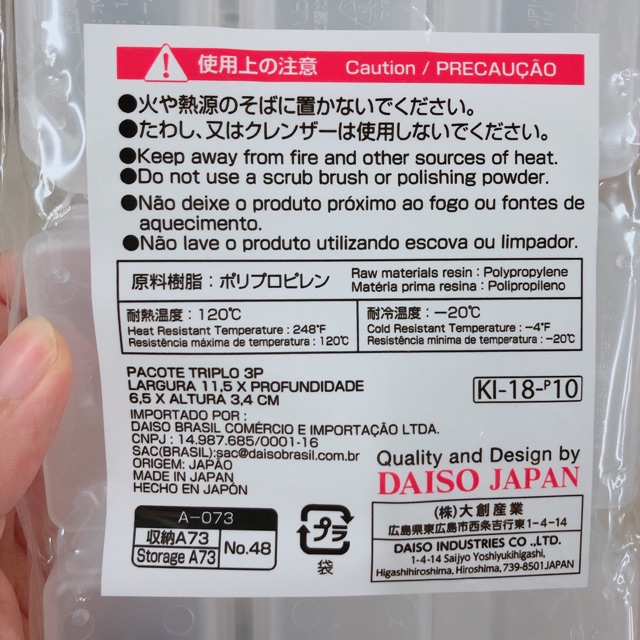 使用上の注意 Caution / PRECAUÇÃO
●火や熱源のそばに置かないでください。
●たわし、又はクレンザーは使用しないでください。
●Keep away from fire and other sources of heat.
●Do not use a scrub brush or polishing powder.
●Não deixe o produto próximo ao fogo ou fontes de
aquecimento.
●Não lave o produto utilizando escova ou limpador.
原料樹脂：ポリプロピレン
Raw materials resin : Polypropylene
Matéria prima resina : Polipropileno
耐熱温度：120℃
Heat Resistant Temperature : 248°F
Resistência máxima de temperatura : 120℃
耐冷温度：−20℃
Cold Resistant Temperature : −4°F
Resistência minima de temperatura : −20℃
PACOTE TRIPLO 3P
LARGURA 11,5 X PROFUNDIDADE
6,5 X ALTURA 3,4 CM
IMPORTADO POR :
DAISO BRASIL COMÉRCIO E IMPORTAÇÃO LTDA.
CNPJ : 14.987.685/0001-16
SAC(BRASIL):sac@daisobrasil.com.br
ORIGEM: JAPÃO
MADE IN JAPAN
HECHO EN JAPÓN
KI-18-P10
Quality and Design by
DAISO JAPAN
(株)大創産業
広島県東広島市西条吉行東1-4-14
DAISO INDUSTRIES CO .,LTD.
1-4-14 Saijyo Yoshiyukihigashi,
Higashihiroshima, Hiroshima, 739-8501JAPAN
A-073
収納A73
Storage A73
No.48
プラ
袋